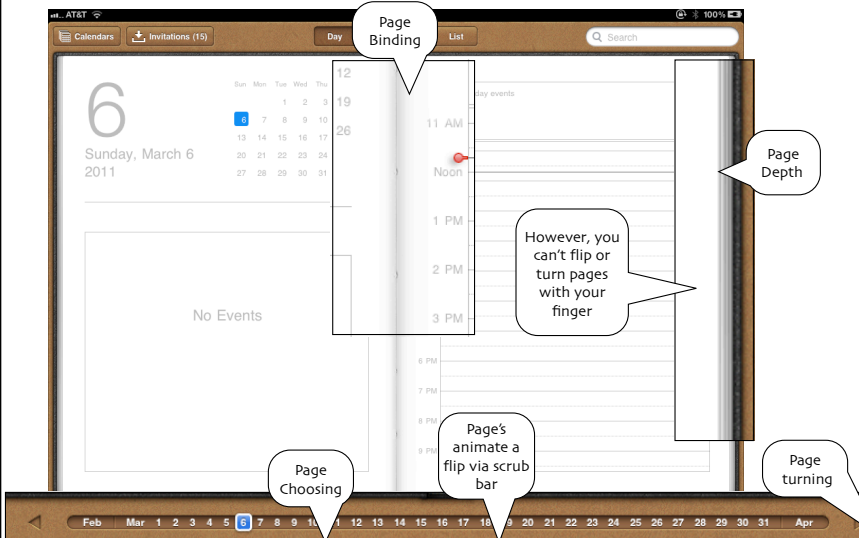 AT&T 100%
Calendars Invitations (15) Day List Search
Page
Binding
6
Sunday, March 6
2011
Sun Mon Tue Wed Thu
1 2 3
6 7 8 9 10
13 14 15 16 17
20 21 22 23 24
27 28 29 30 31
12
19
26
day events
11 AM
Noon
1 PM
2 PM
3 PM
6 PM
7 PM
8 PM
9 PM
Page
Depth
However, you
can't flip or
turn pages
with your
finger
No Events
Page's
animate a
flip via scrub
bar
Page
Choosing
Page
turning
Feb Mar 1 2 3 4 5 6 7 8 9 10 11 12 13 14 15 16 17 18 19 20 21 22 23 24 25 26 27 28 29 30 31 Apr